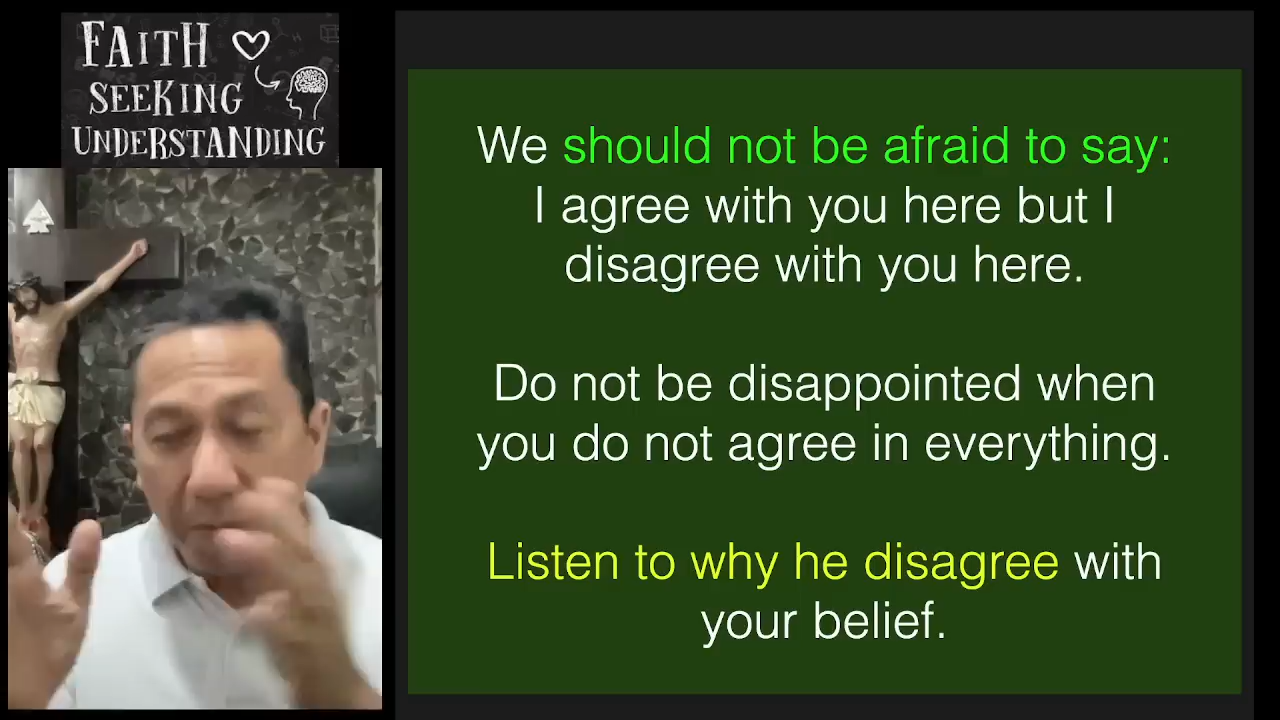 FAITH
SEEKING
UNDERSTANDING
We should not be afraid to say:
I agree with you here but I
disagree with you here.
Do not be disappointed when
you do not agree in everything.
Listen to why he disagree with
your belief.